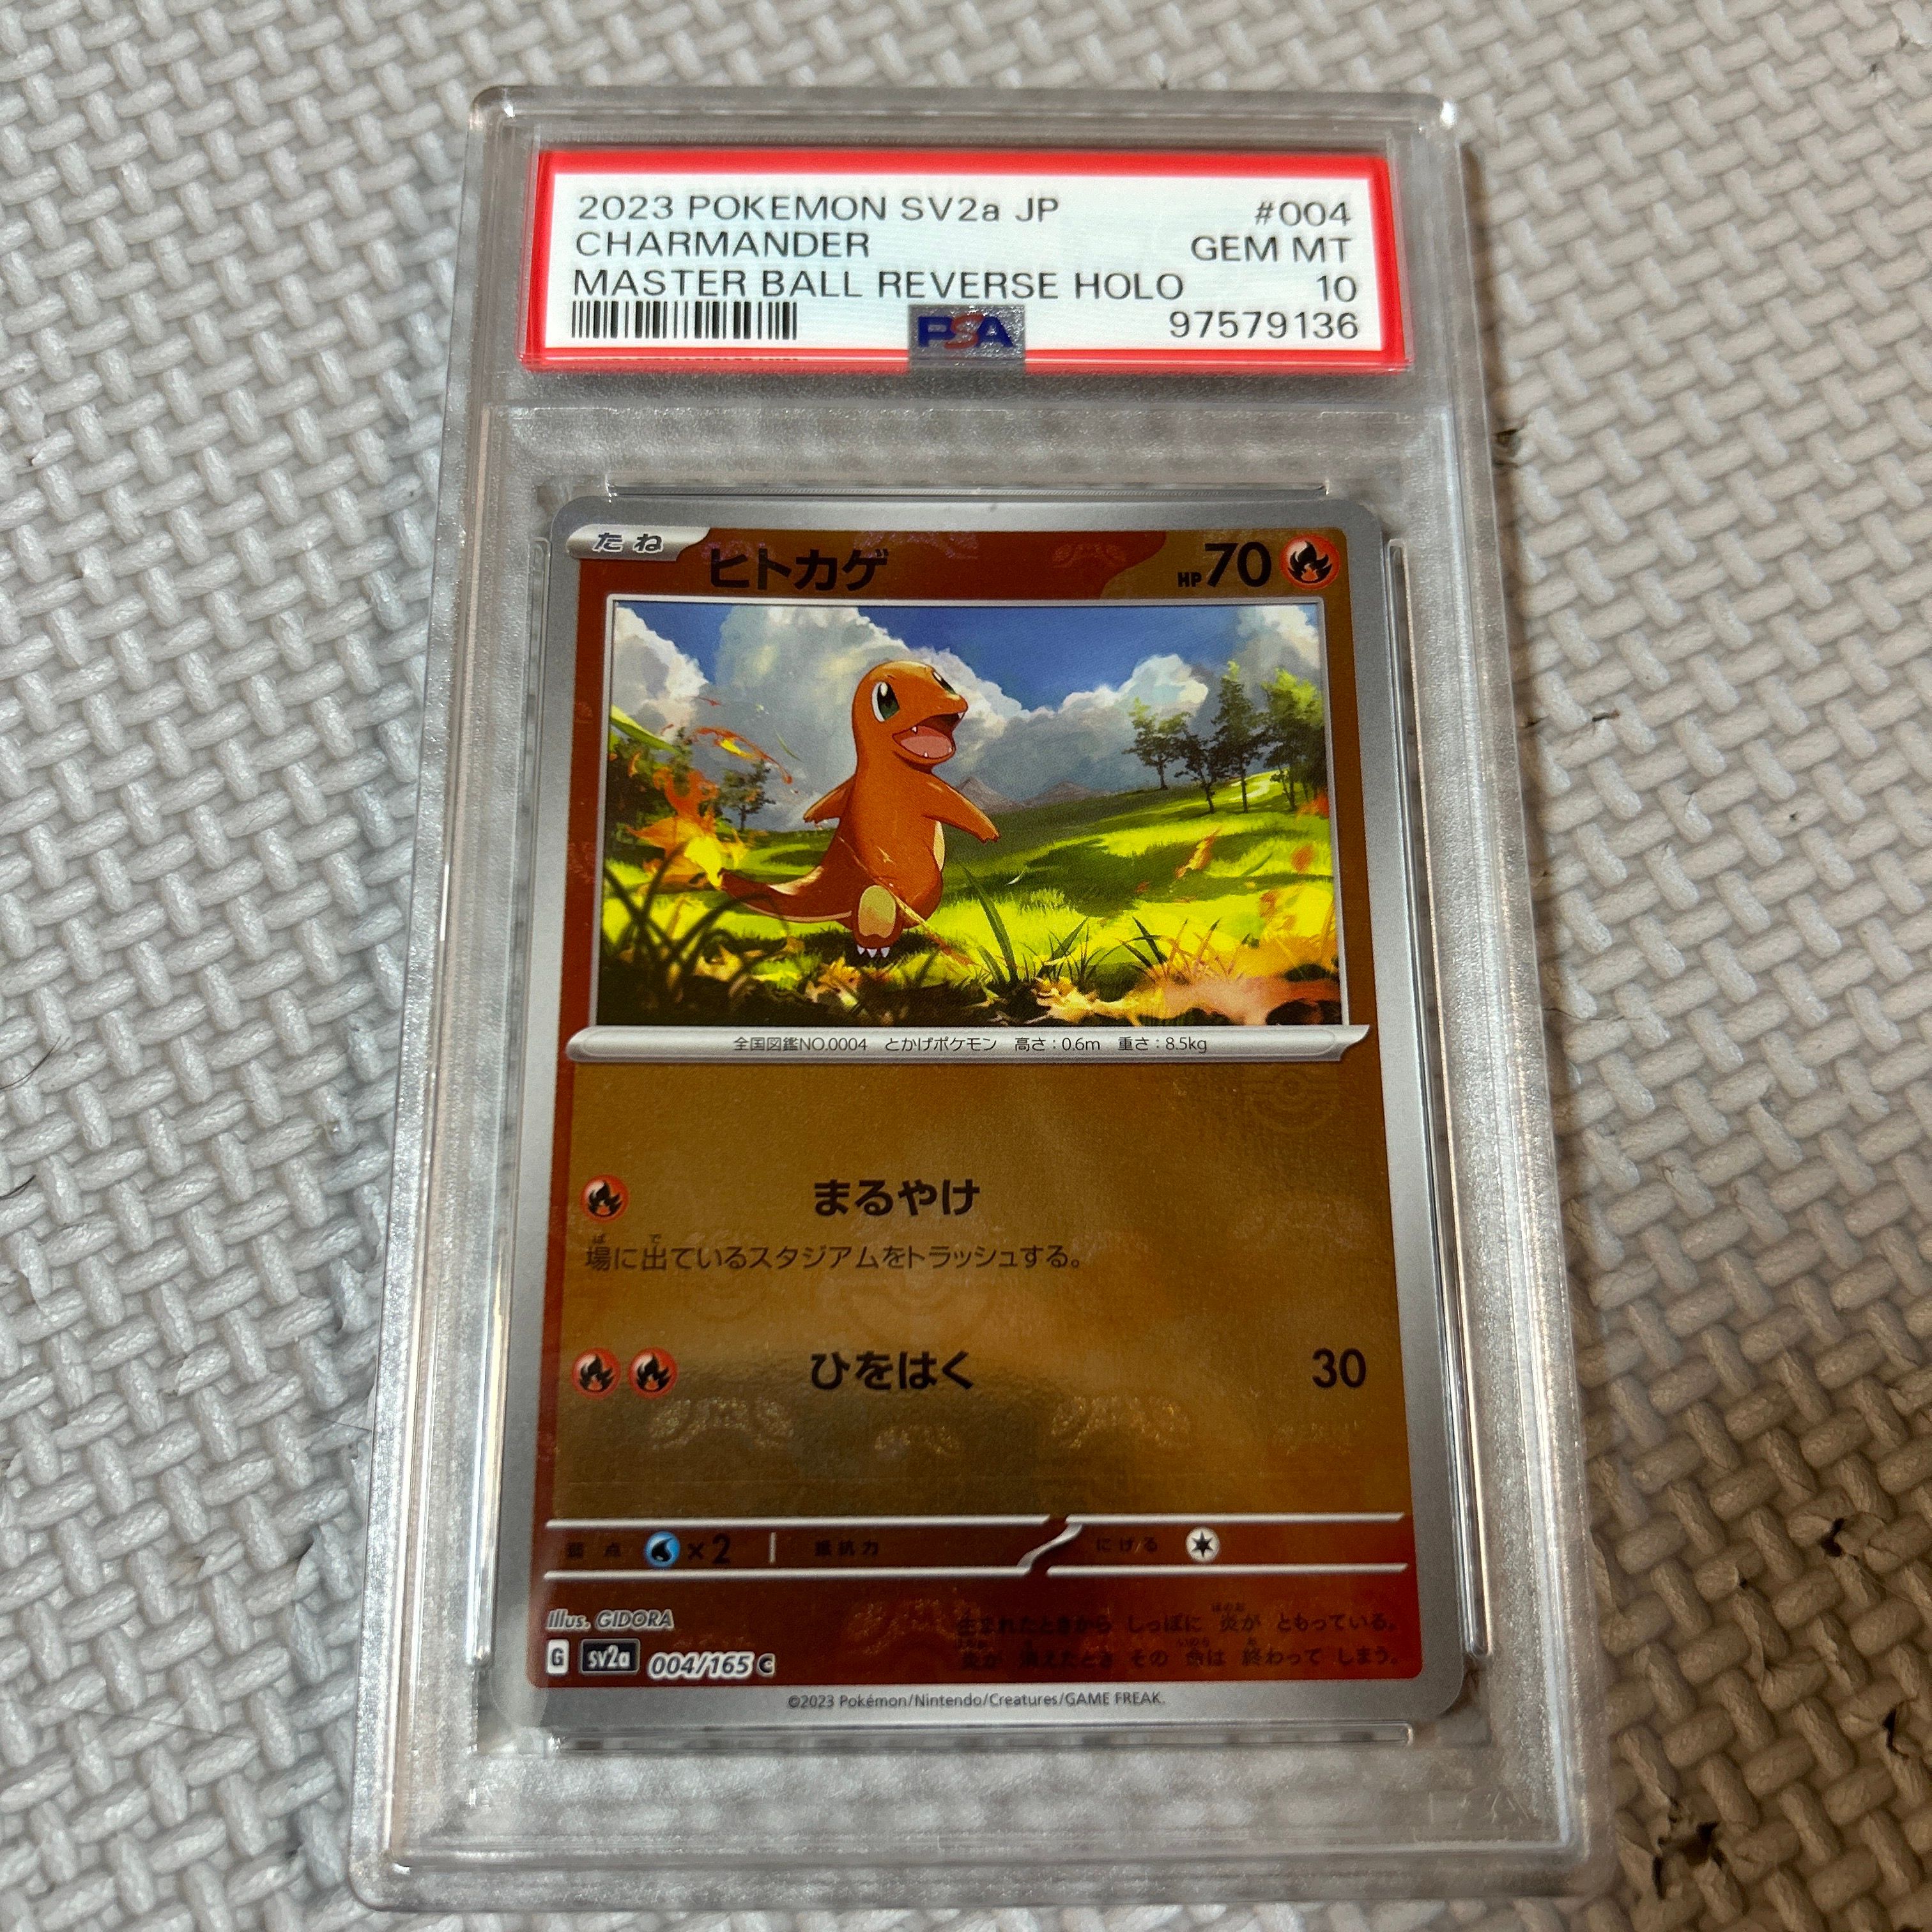 2023 POKEMON SV2a JP #004
CHARMANDER GEM MT
MASTER BALL REVERSE HOLO 10
PSA 97579136
たね ヒトカゲ HP70
全国図鑑NO.0004 とかげポケモン 高さ:0.6m 重さ:8.5kg
まるやけ
場に出ているスタジアムをトラッシュする。
ひをはく 30
弱点 ×2 抵抗力 にげる
Illus. GIDORA
生まれたときから しっぽに 炎が ともっている。
炎が 消えたとき その 命は 終わって しまう。
G sv2a 004/165 C
©2023 Pokémon/Nintendo/Creatures/GAME FREAK.